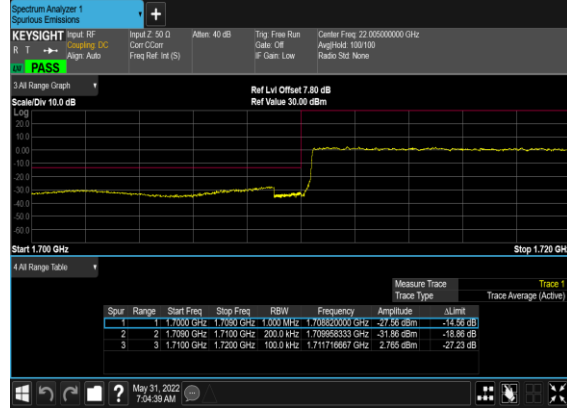 Spectrum Analyzer 1
Spurious Emissions
+
KEYSIGHT Input: RF Input Z: 50 Ω Atten: 40 dB Trig: Free Run Center Freq: 22.005000000 GHz
R T Coupling: DC Corr CCorr Gate: Off Avg|Hold: 100/100
Align: Auto Freq Ref: Int (S) IF Gain: Low Radio Std: None
LW PASS
3 All Range Graph
Ref Lvl Offset 7.80 dB
Scale/Div 10.0 dB Ref Value 30.00 dBm
Log
20.0
10.0
0.00
-10.0
-20.0
-30.0
-40.0
-50.0
-60.0
Start 1.700 GHz Stop 1.720 GH
4 All Range Table
Measure Trace Trace 1
Trace Type Trace Average (Active)
Spur Range Start Freq Stop Freq RBW Frequency Amplitude ΔLimit
1 1 1.7000 GHz 1.7090 GHz 1.000 MHz 1.708820000 GHz -27.56 dBm -14.56 dB
2 2 1.7090 GHz 1.7100 GHz 200.0 kHz 1.709958333 GHz -31.86 dBm -18.86 dB
3 3 1.7100 GHz 1.7200 GHz 100.0 kHz 1.711716667 GHz 2.765 dBm -27.23 dB
? May 31, 2022
7:04:39 AM